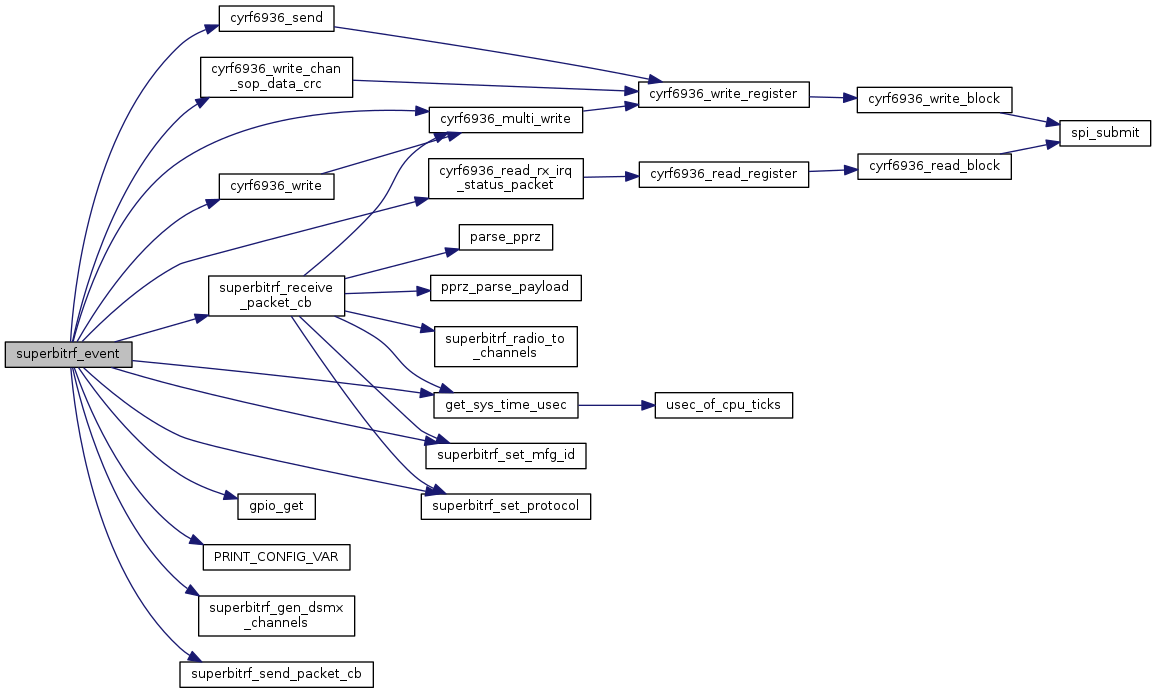 cyrf6936_send
cyrf6936_write_chan
_sop_data_crc
cyrf6936_write_register
cyrf6936_write_block
cyrf6936_multi_write
spi_submit
cyrf6936_read_rx_irq
_status_packet
cyrf6936_read_register
cyrf6936_read_block
cyrf6936_write
parse_pprz
superbitrf_receive
_packet_cb
pprz_parse_payload
superbitrf_radio_to
_channels
superbitrf_event
get_sys_time_usec
usec_of_cpu_ticks
superbitrf_set_mfg_id
gpio_get
superbitrf_set_protocol
PRINT_CONFIG_VAR
superbitrf_gen_dsmx
_channels
superbitrf_send_packet_cb